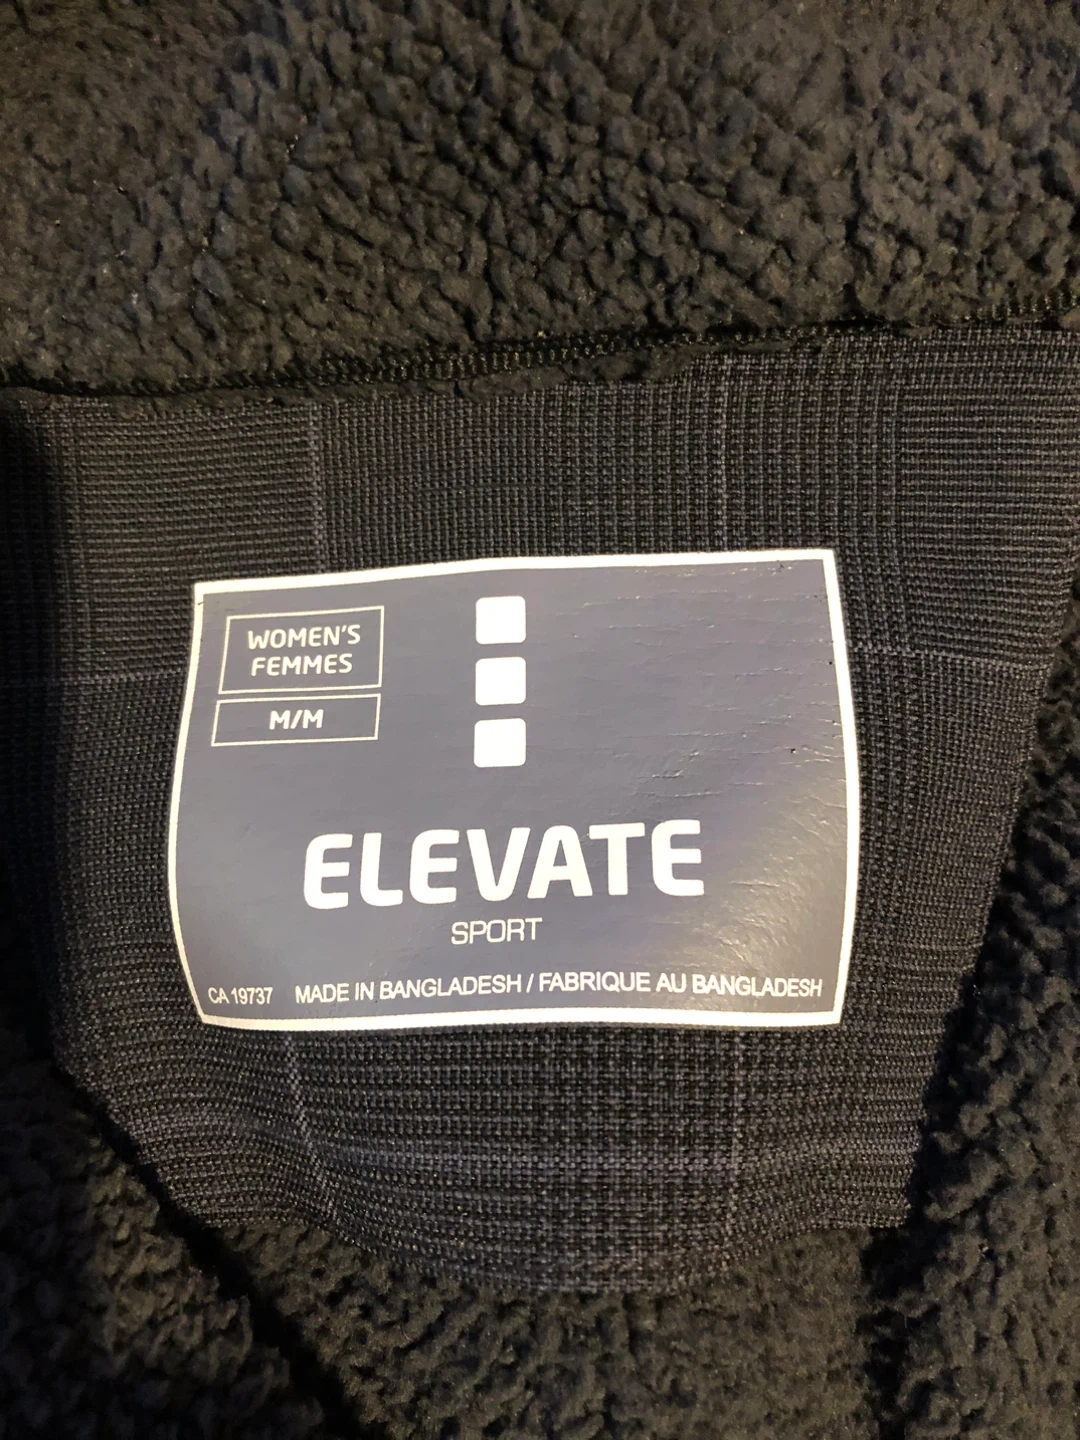 WOMEN'S
FEMMES
M/M
ELEVATE
SPORT
CA 19737 MADE IN BANGLADESH / FABRIQUE AU BANGLADESH